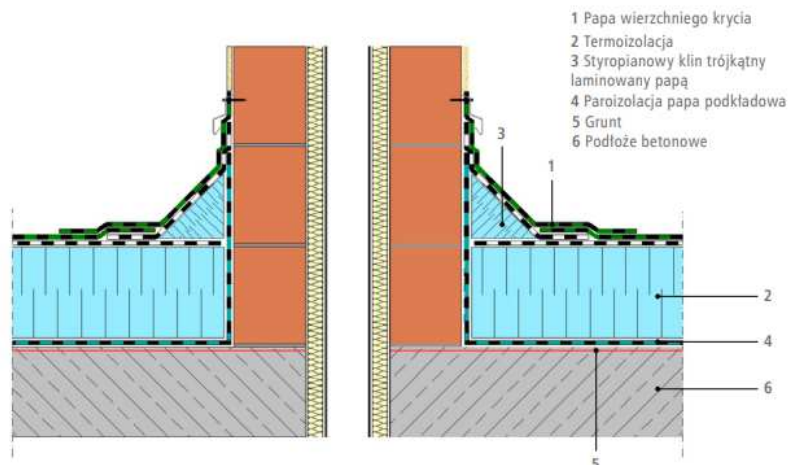 1 Papa wierzchniego krycia
2 Termoizolacja
3 Styropianowy klin trójkątny
laminowany papą
4 Paroizolacja papa podkładowa
5 Grunt
6 Podłoże betonowe
3
1
2
4
6
5